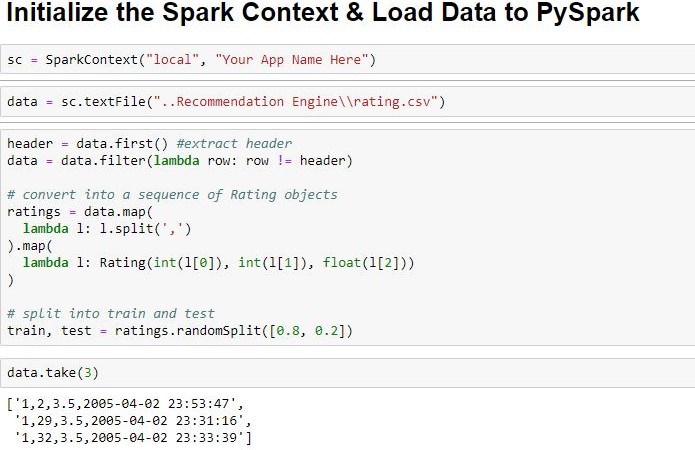 Initialize the Spark Context & Load Data to PySpark
sc = SparkContext("local", "Your App Name Here")
data = sc.textFile("..Recommendation Engine\\rating.csv")
header = data.first() #extract header
data = data.filter(lambda row: row != header)
# convert into a sequence of Rating objects
ratings = data.map(
  lambda l: l.split(',')
).map(
  lambda l: Rating(int(l[0]), int(l[1]), float(l[2]))
)
# split into train and test
train, test = ratings.randomSplit([0.8, 0.2])
data.take(3)
['1,2,3.5,2005-04-02 23:53:47',
 '1,29,3.5,2005-04-02 23:31:16',
 '1,32,3.5,2005-04-02 23:33:39']